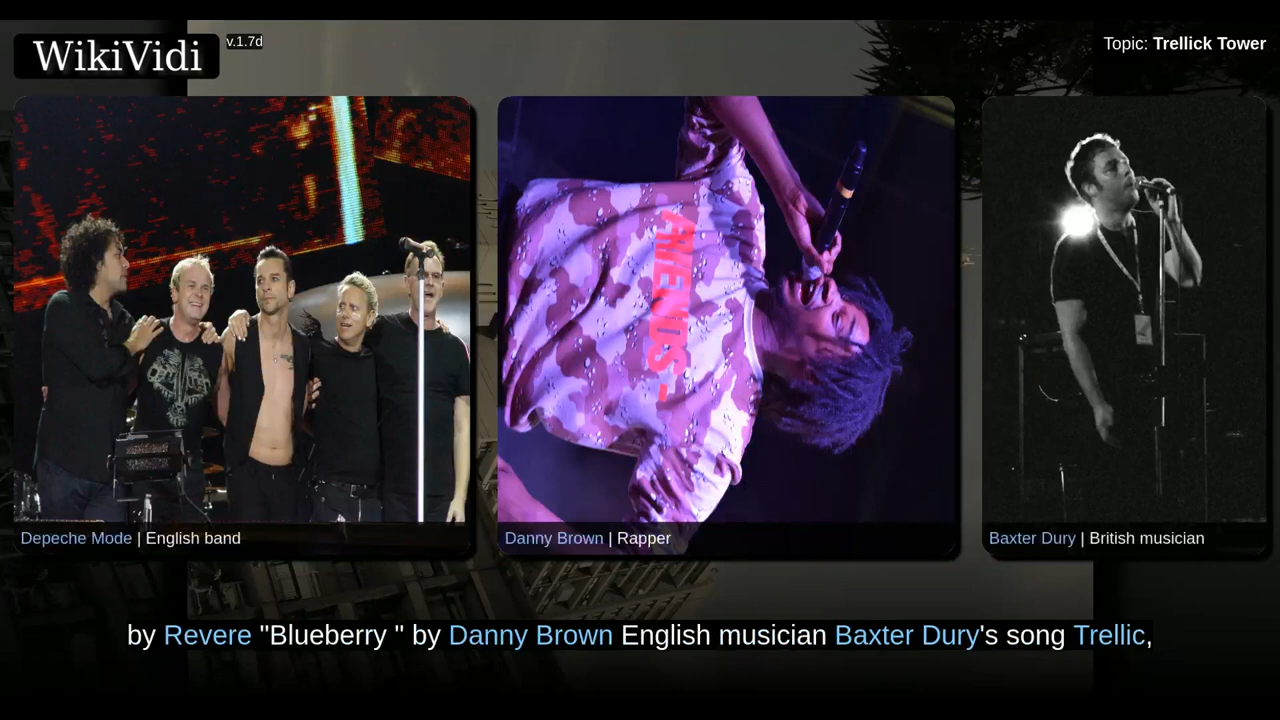 WikiVidi
v.1.7d
Topic: Trellick Tower
FRIENDS_
Depeche Mode | English band
Danny Brown | Rapper
Baxter Dury | British musician
by Revere "Blueberry " by Danny Brown English musician Baxter Dury's song Trellic,